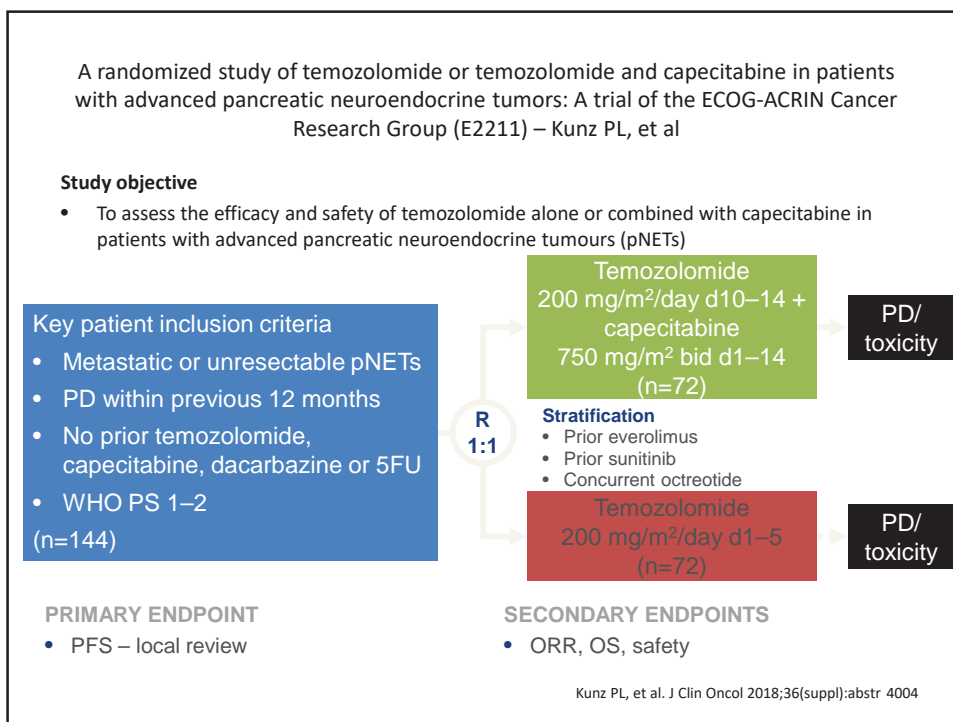 A randomized study of temozolomide or temozolomide and capecitabine in patients
with advanced pancreatic neuroendocrine tumors: A trial of the ECOG-ACRIN Cancer
Research Group (E2211) – Kunz PL, et al
Study objective
• To assess the efficacy and safety of temozolomide alone or combined with capecitabine in
patients with advanced pancreatic neuroendocrine tumours (pNETs)
Key patient inclusion criteria
• Metastatic or unresectable pNETs
• PD within previous 12 months
• No prior temozolomide,
capecitabine, dacarbazine or 5FU
• WHO PS 1–2
(n=144)
R
1:1
Temozolomide
200 mg/m²/day d10–14 +
capecitabine
750 mg/m² bid d1–14
(n=72)
PD/
toxicity
Stratification
• Prior everolimus
• Prior sunitinib
• Concurrent octreotide
Temozolomide
200 mg/m²/day d1–5
(n=72)
PD/
toxicity
PRIMARY ENDPOINT
• PFS – local review
SECONDARY ENDPOINTS
• ORR, OS, safety
Kunz PL, et al. J Clin Oncol 2018;36(suppl):abstr 4004